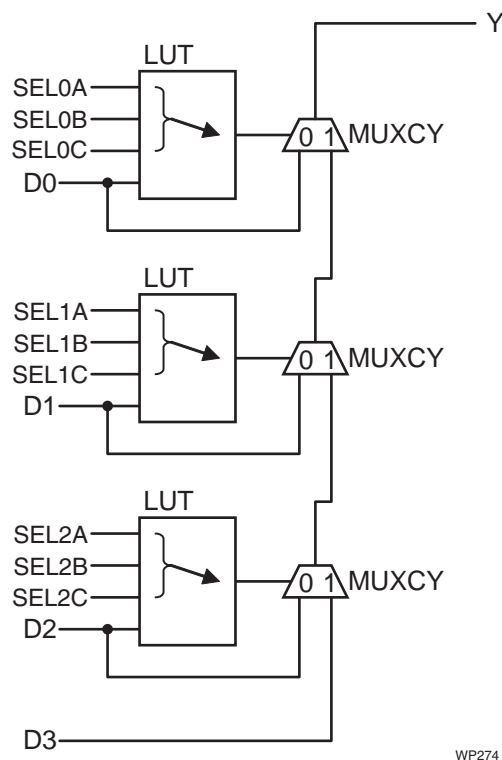 Y
LUT
SEL0A
SEL0B
SEL0C
D0
0 1
MUXCY
LUT
SEL1A
SEL1B
SEL1C
D1
0 1
MUXCY
LUT
SEL2A
SEL2B
SEL2C
D2
0 1
MUXCY
D3
WP274